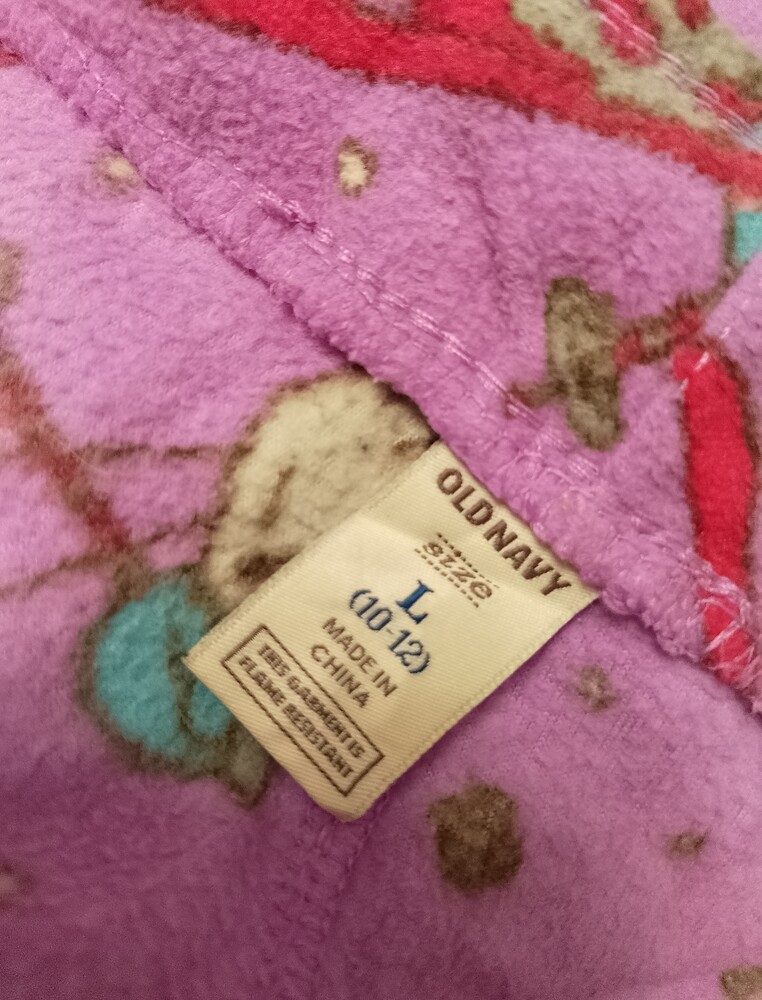 OLD NAVY
size
L
(10-12)
MADE IN
CHINA
THIS GARMENT IS
FLAME RESISTANT